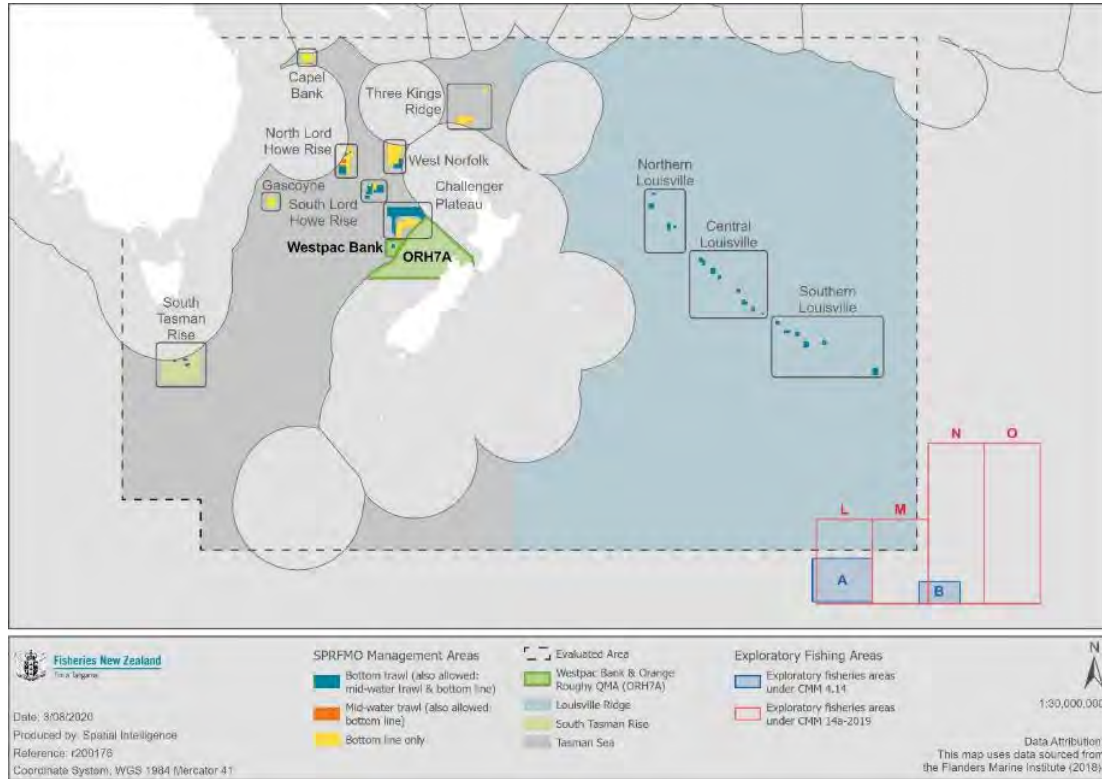 Capel
Bank
Three Kings
Ridge
North Lord
Howe Rise
West Norfolk
Northern
Louisville
Gascoyne
South Lord
Howe Rise
Challenger
Plateau
Westpac Bank
ORH7A
Central
Louisville
Southern
Louisville
South
Tasman
Rise
N
O
L
M
A
B
Fisheries New Zealand
Date: 3/08/2020
Produced by: Spatial Intelligence
Reference: r209176
Coordinate System, WGS 1984 Mercator 41
SPRFMO Management Areas
Bottom trawl (also allowed:
mid-water trawl & bottom line)
Mid-water trawl (also allowed:
bottom line)
Bottom line only
Evaluated Area
Westpac Bank & Orange
Roughy QMA (ORH7A)
Louisville Ridge
South Tasman Rise
Tasman Sea
Exploratory Fishing Areas
Exploratory fisheries areas
under CMM 4.14
Exploratory fisheries areas
under CMM 14a-2019
N
1:30,000,000
Data Attribution
This map uses data sourced from
the Flanders Marine Institute (2018)